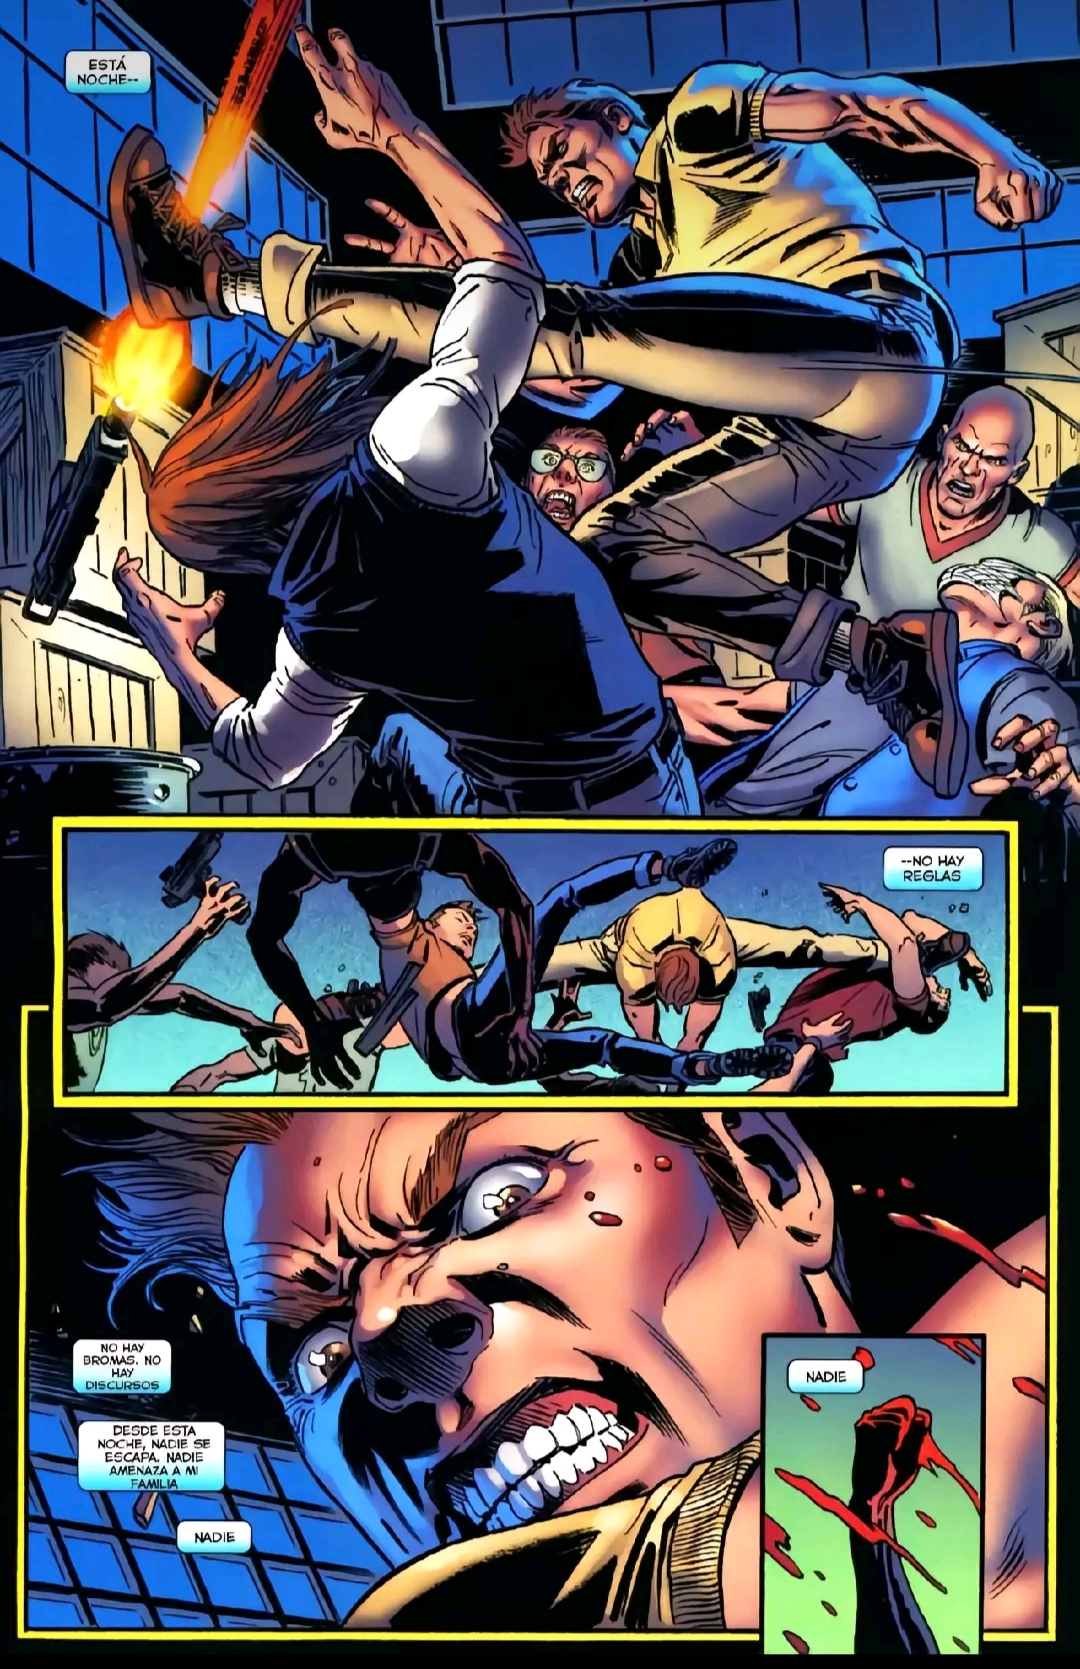 ESTÁ
NOCHE--
--NO HAY
REGLAS
NO HAY
BROMAS. NO
HAY
DISCURSOS
DESDE ESTA
NOCHE, NADIE SE
ESCAPA. NADIE
AMENAZA A MI
FAMILIA
NADIE
NADIE